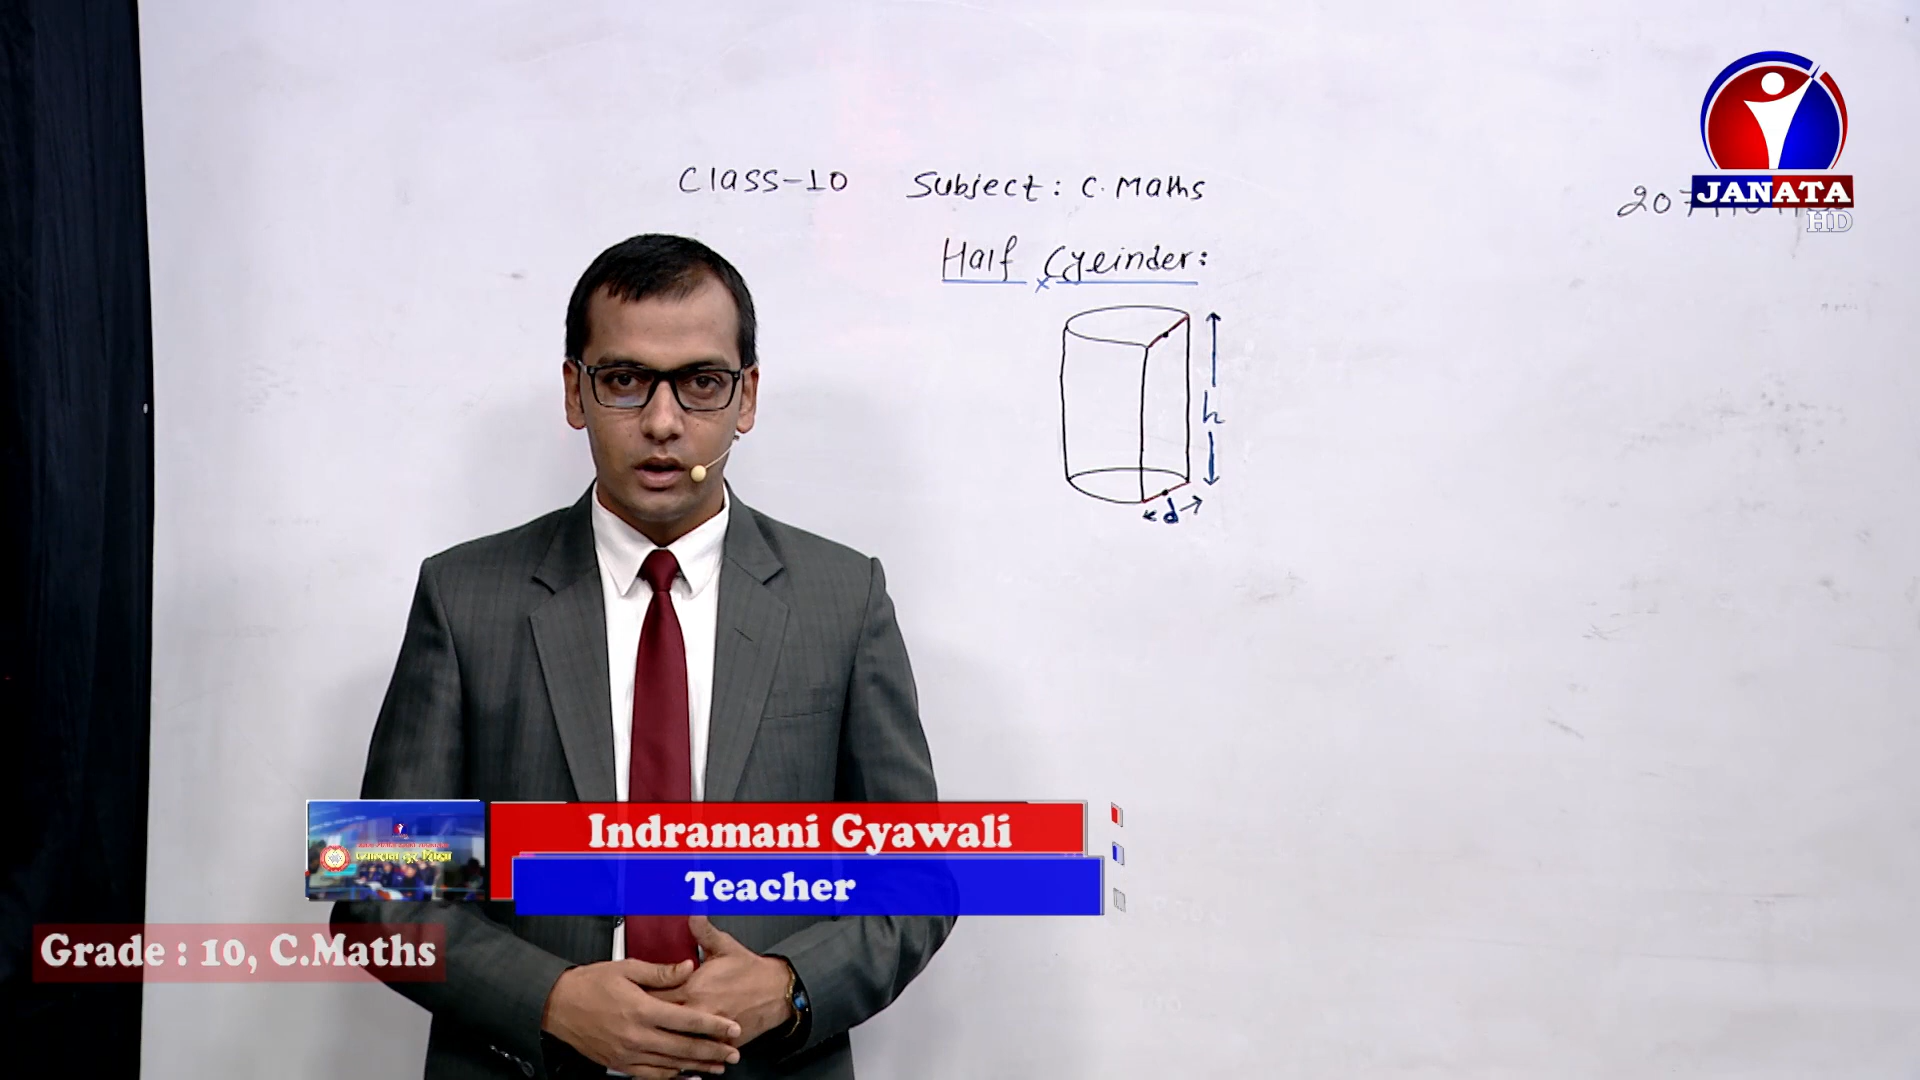 JANATA
HD
Class-10 Subject: C. Maths
Half Cylinder:
h
d
Indramani Gyawali
Teacher
Grade : 10, C.Maths